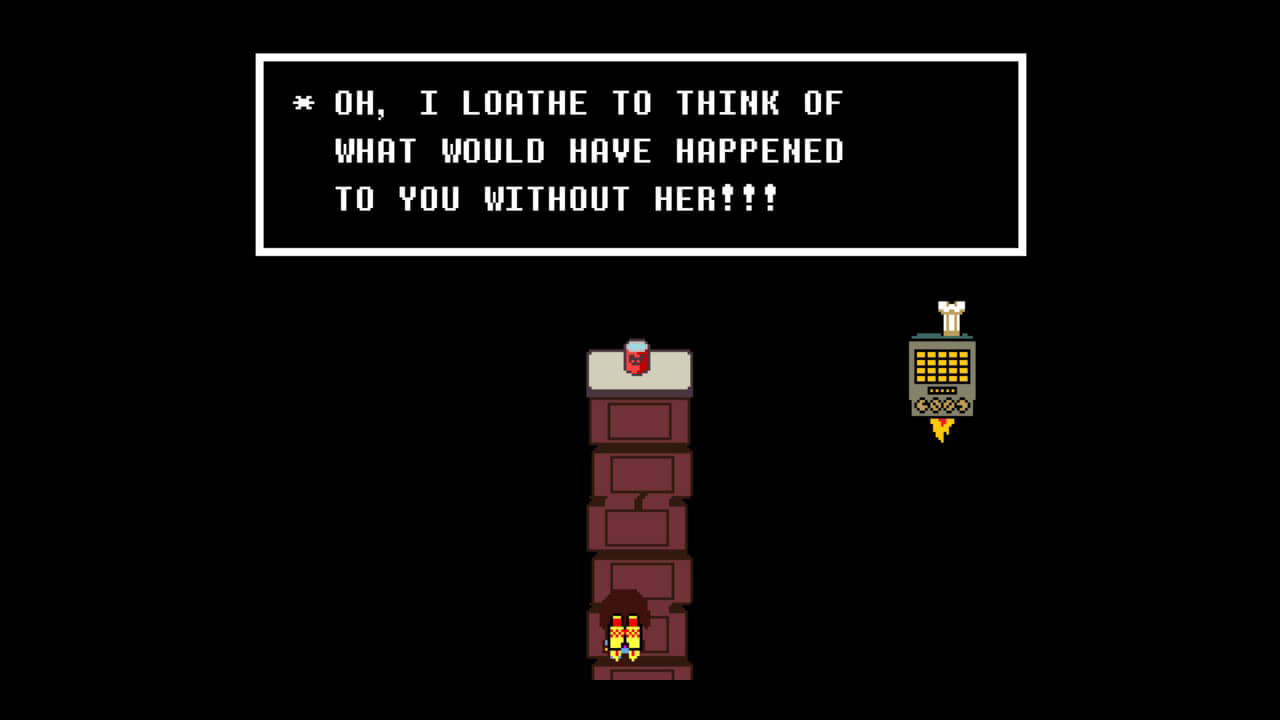 * OH, I LOATHE TO THINK OF
WHAT WOULD HAVE HAPPENED
TO YOU WITHOUT HER!!!